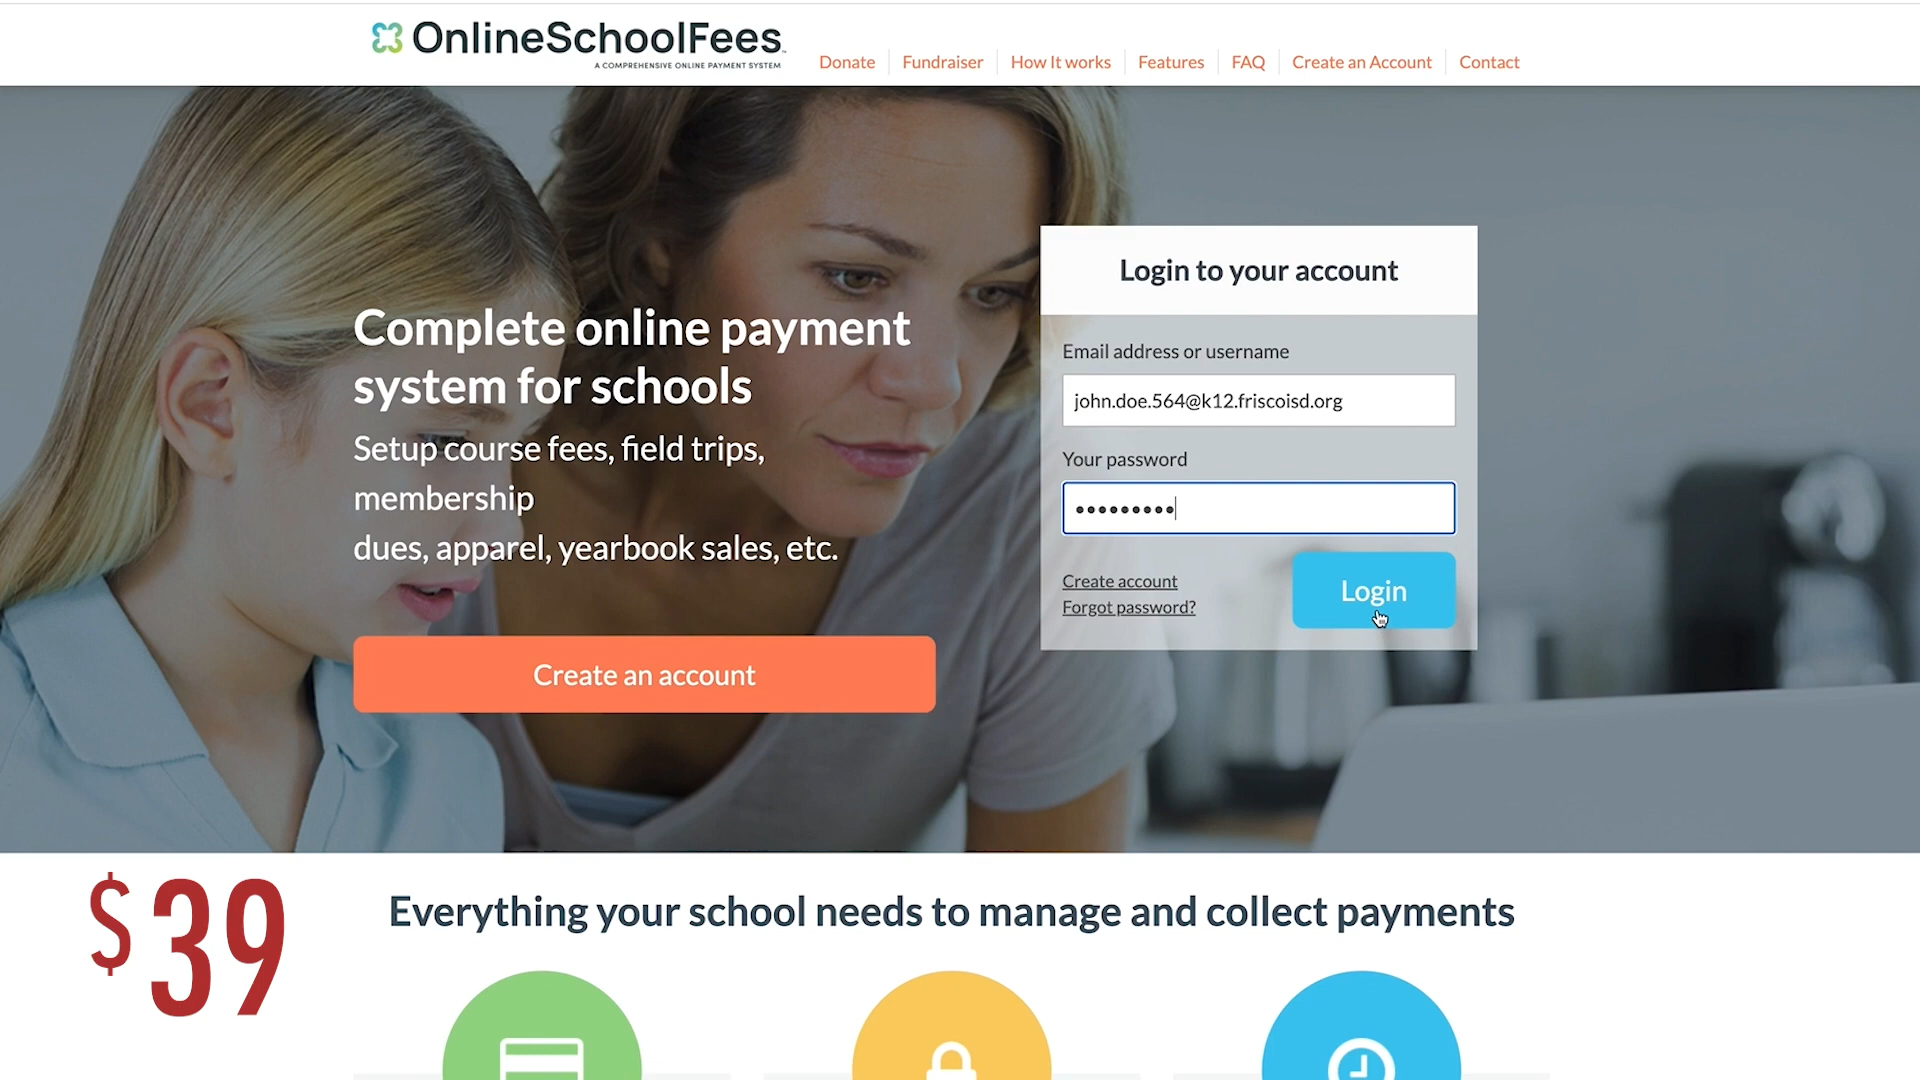 OnlineSchoolFees
A COMPREHENSIVE ONLINE PAYMENT SYSTEM
Donate
Fundraiser
How It works
Features
FAQ
Create an Account
Contact
Complete online payment
system for schools
Setup course fees, field trips,
membership
dues, apparel, yearbook sales, etc.
Create an account
Login to your account
Email address or username
john.doe.564@k12.friscoisd.org
Your password
•••••••••
Create account
Forgot password?
Login
$39
Everything your school needs to manage and collect payments